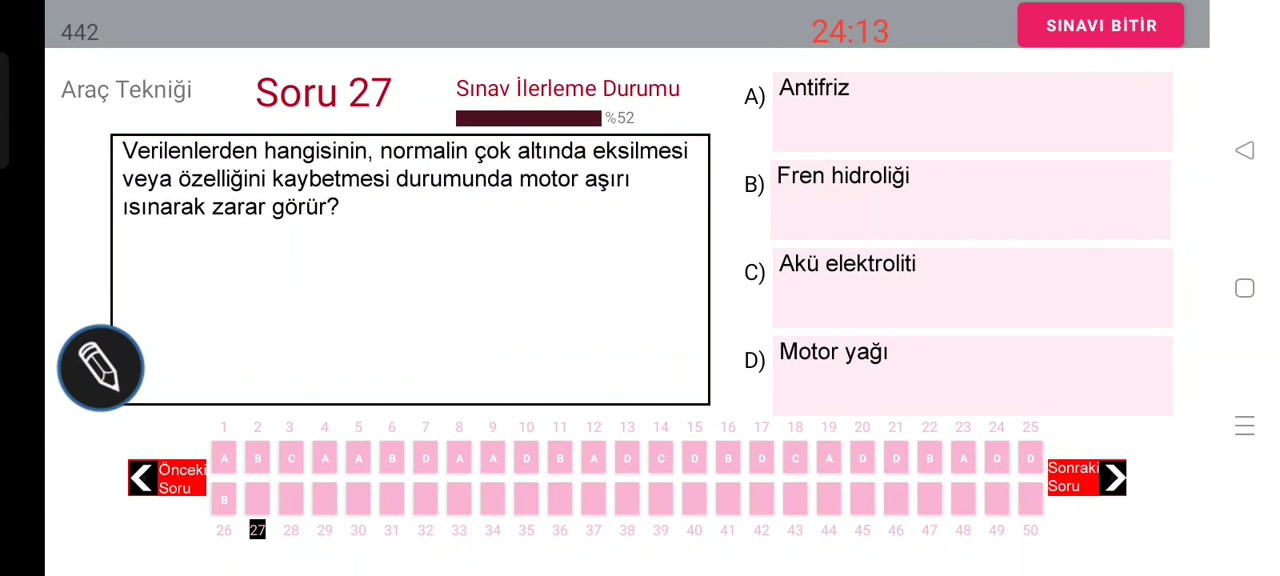 442
24:13
SINAVI BİTİR
Araç Tekniği
Soru 27
Sınav İlerleme Durumu
%52
Verilenlerden hangisinin, normalin çok altında eksilmesi
veya özelliğini kaybetmesi durumunda motor aşırı
ısınarak zarar görür?
A) Antifriz
B) Fren hidroliği
C) Akü elektroliti
D) Motor yağı
1 2 3 4 5 6 7 8 9 10 11 12 13 14 15 16 17 18 19 20 21 22 23 24 25
A B C A A B D A A D B A D C D B D C A D D B A D D
Önceki
Soru
Sonraki
Soru
B
26 27 28 29 30 31 32 33 34 35 36 37 38 39 40 41 42 43 44 45 46 47 48 49 50